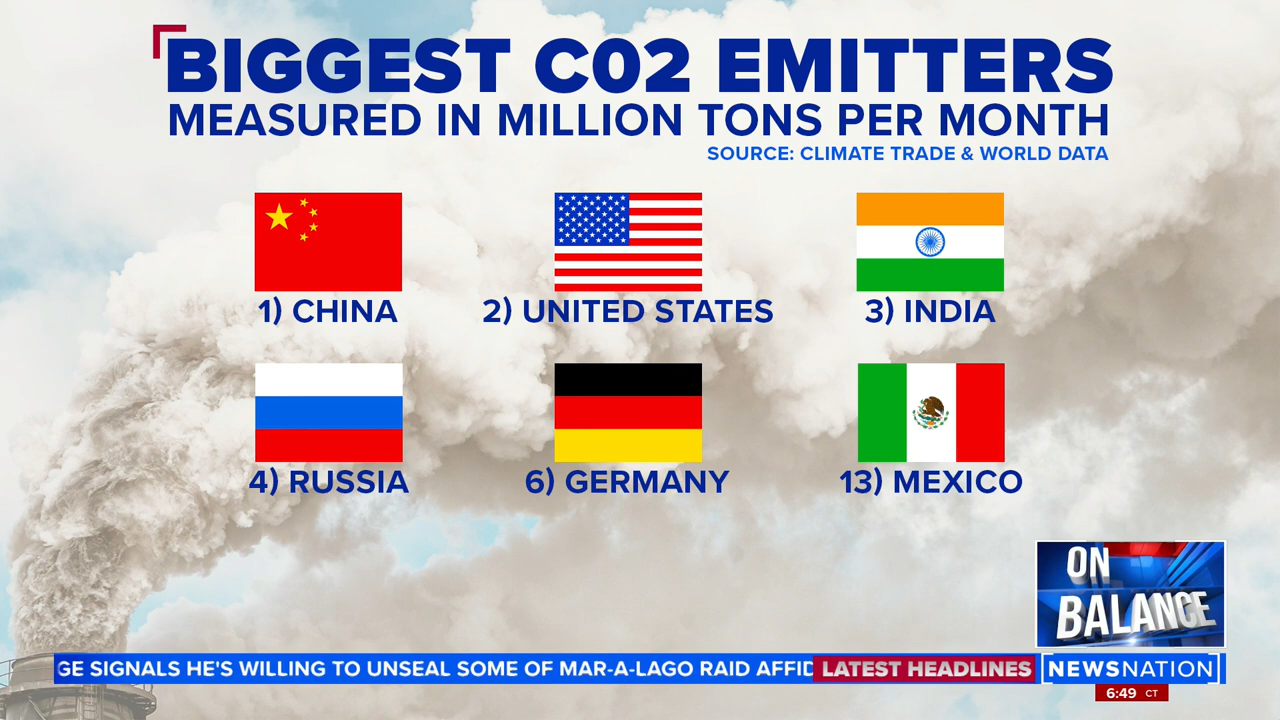 BIGGEST C02 EMITTERS
MEASURED IN MILLION TONS PER MONTH
SOURCE: CLIMATE TRADE & WORLD DATA
1) CHINA
2) UNITED STATES
3) INDIA
4) RUSSIA
6) GERMANY
13) MEXICO
ON
BALANCE
GE SIGNALS HE'S WILLING TO UNSEAL SOME OF MAR-A-LAGO RAID AFFID
LATEST HEADLINES
NEWSNATION
6:49 CT